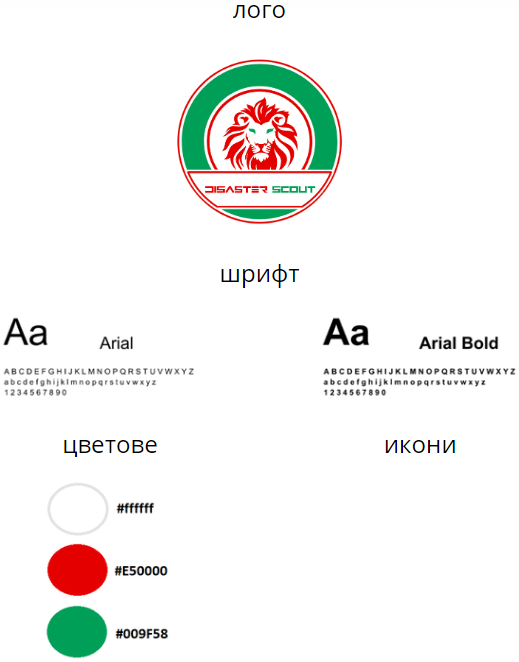 лого
DISASTER SCOUT
шрифт
Aa Arial
ABCDEFGHIJKLMNOPQRSTUVWXYZ
abcdefghijklmnopqrstuvwxyz
1234567890
Aa Arial Bold
ABCDEFGHIJKLMNOPQRSTUVWXYZ
abcdefghijklmnopqrstuvwxyz
1234567890
цветове
#ffffff
#E50000
#009F58
икони